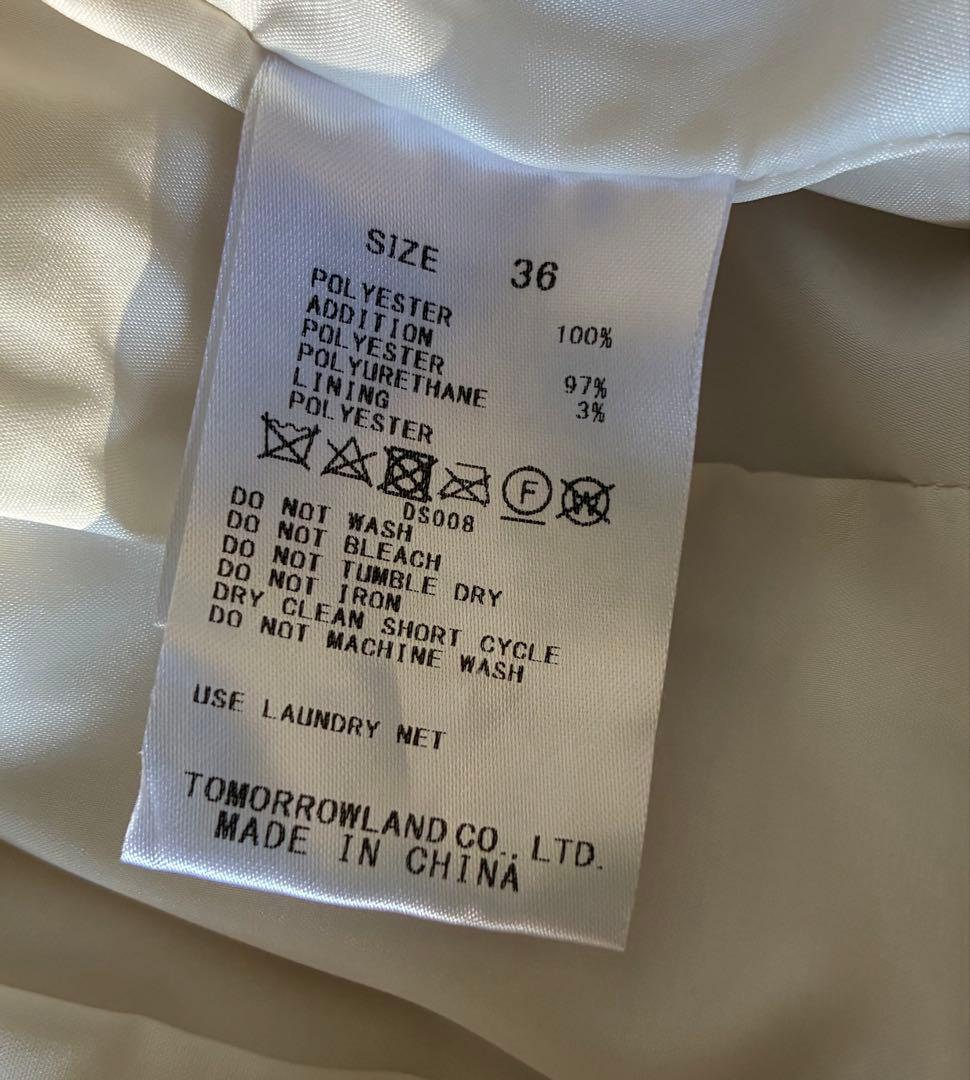 SIZE 36
POLYESTER 100%
ADDITION
POLYESTER 97%
POLYURETHANE 3%
LINING
POLYESTER
F W
DS008
DO NOT WASH
DO NOT BLEACH
DO NOT TUMBLE DRY
DO NOT IRON
DRY CLEAN SHORT CYCLE
DO NOT MACHINE WASH
USE LAUNDRY NET
TOMORROWLAND CO., LTD.
MADE IN CHINA